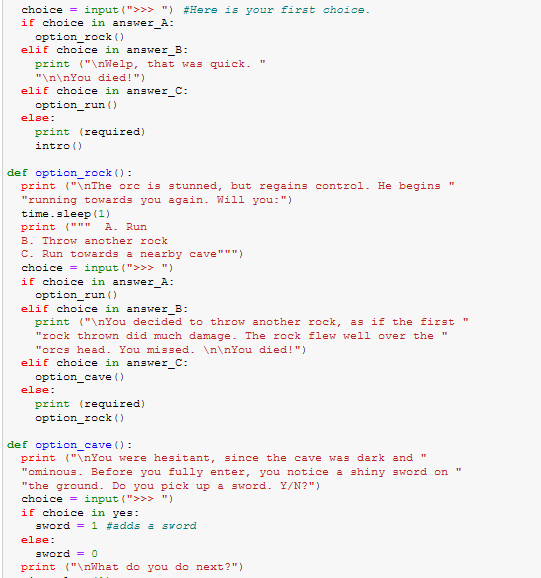 choice = input(">>> ") #Here is your first choice.
if choice in answer_A:
option_rock()
elif choice in answer_B:
print ("\nWelp, that was quick. "
"\n\nYou died!")
elif choice in answer_C:
option_run()
else:
print (required)
intro()
def option_rock():
print ("\nThe orc is stunned, but regains control. He begins "
"running towards you again. Will you:")
time.sleep(1)
print ("""  A. Run
B. Throw another rock
C. Run towards a nearby cave""")
choice = input(">>> ")
if choice in answer_A:
option_run()
elif choice in answer_B:
print ("\nYou decided to throw another rock, as if the first "
"rock thrown did much damage. The rock flew well over the "
"orcs head. You missed. \n\nYou died!")
elif choice in answer_C:
option_cave()
else:
print (required)
option_rock()
def option_cave():
print ("\nYou were hesitant, since the cave was dark and "
"ominous. Before you fully enter, you notice a shiny sword on "
"the ground. Do you pick up a sword. Y/N?")
choice = input(">>> ")
if choice in yes:
sword = 1 #adds a sword
else:
sword = 0
print ("\nWhat do you do next?")